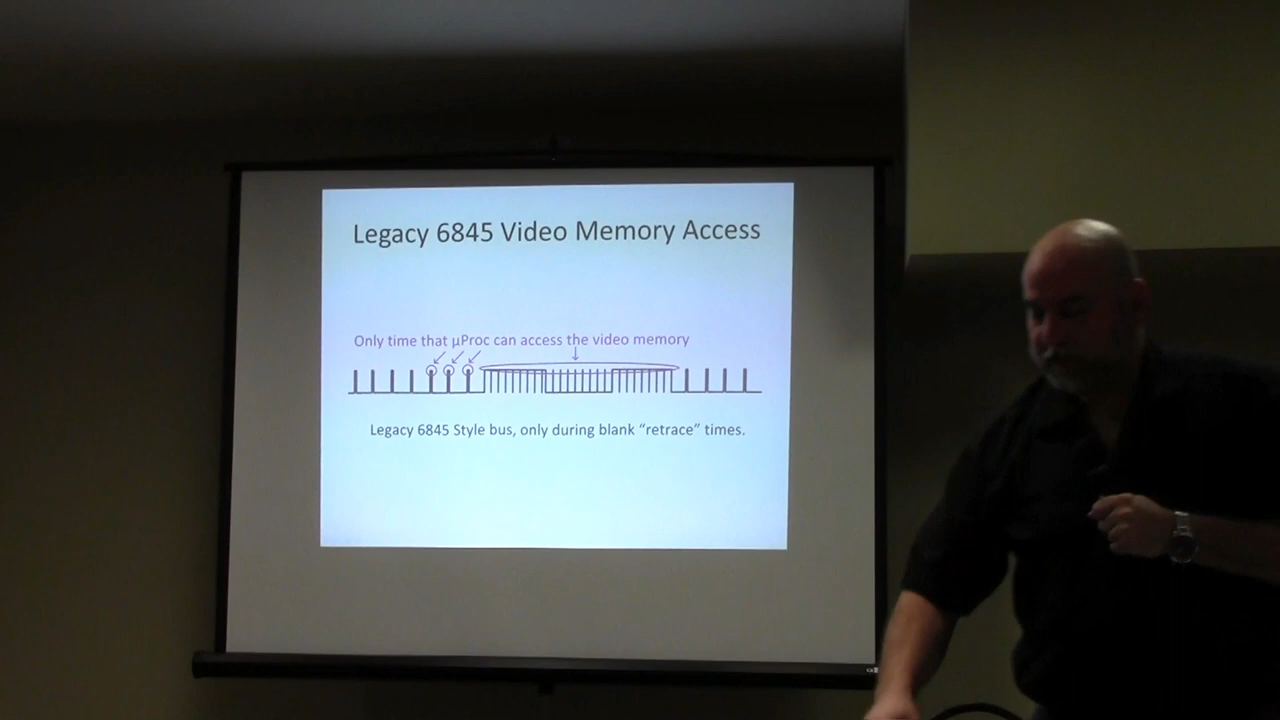 Legacy 6845 Video Memory Access
Only time that µProc can access the video memory
Legacy 6845 Style bus, only during blank “retrace” times.